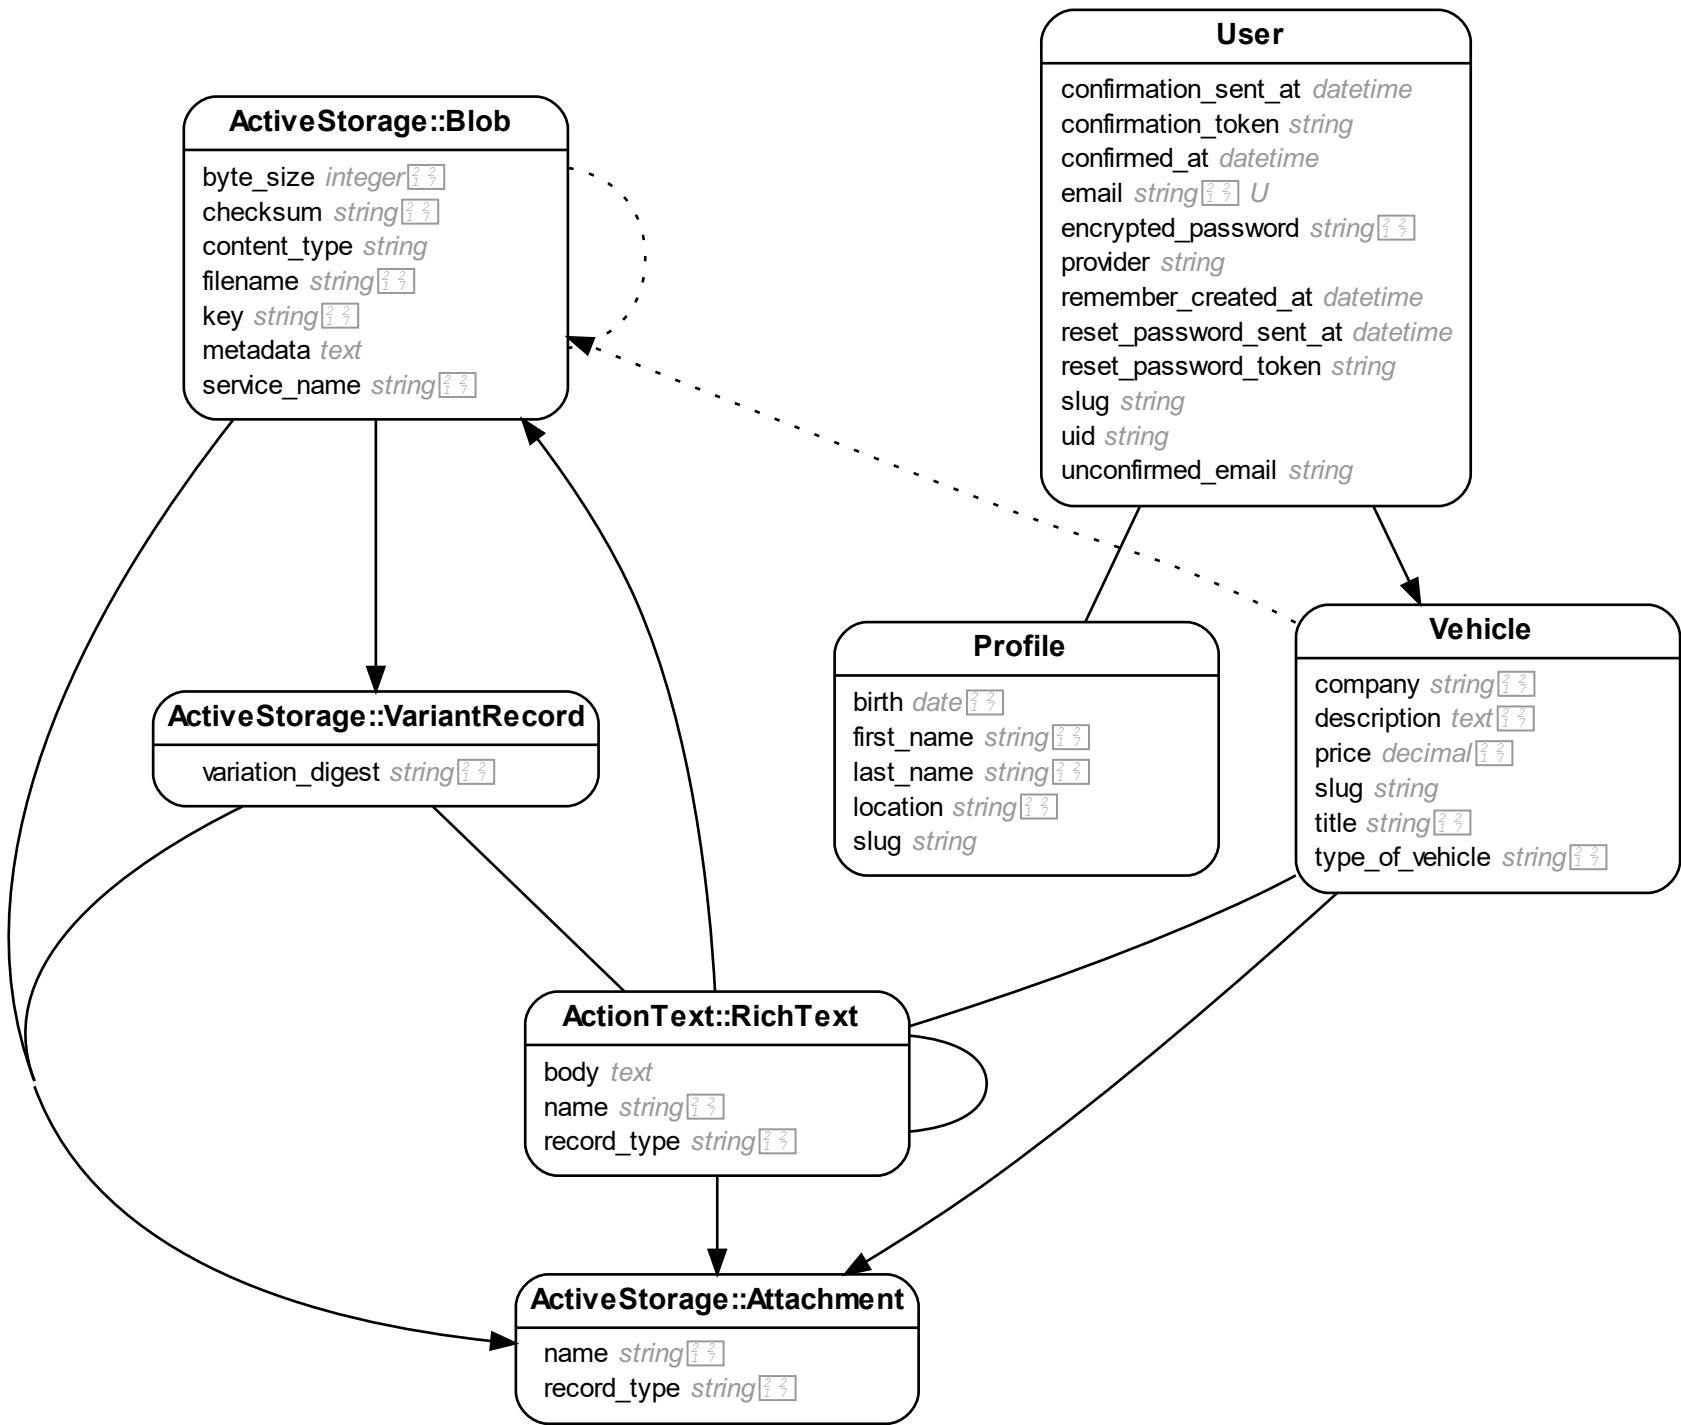 User
confirmation_sent_at datetime
confirmation_token string
confirmed_at datetime
email string U
encrypted_password string
provider string
remember_created_at datetime
reset_password_sent_at datetime
reset_password_token string
slug string
uid string
unconfirmed_email string
ActiveStorage::Blob
byte_size integer
checksum string
content_type string
filename string
key string
metadata text
service_name string
Profile
birth date
first_name string
last_name string
location string
slug string
Vehicle
company string
description text
price decimal
slug string
title string
type_of_vehicle string
ActiveStorage::VariantRecord
variation_digest string
ActionText::RichText
body text
name string
record_type string
ActiveStorage::Attachment
name string
record_type string